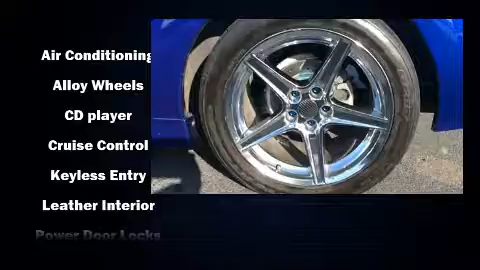 Air Conditioning
Alloy Wheels
CD player
Cruise Control
Keyless Entry
Leather Interior
Power Door Locks